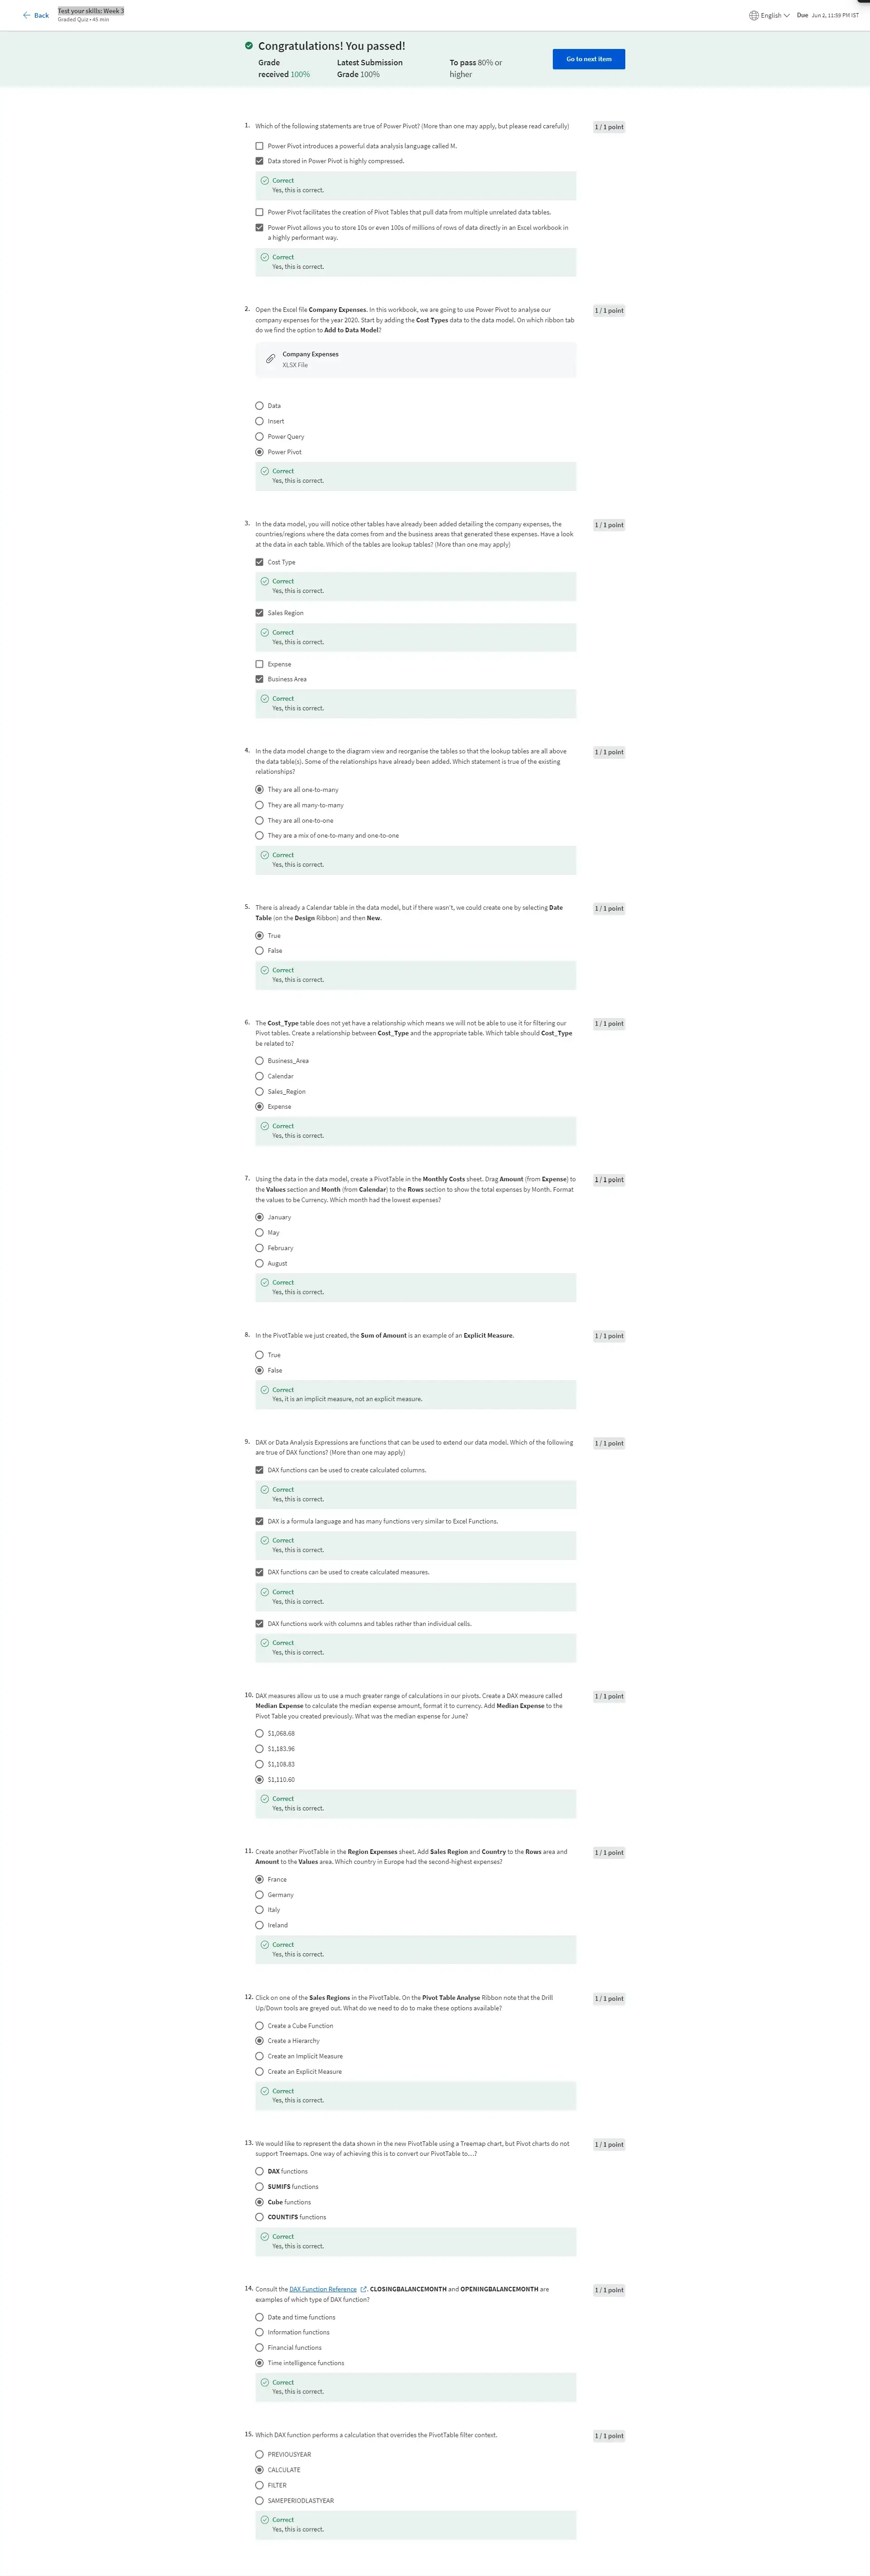 Back
Test your skills: Week 3
Graded Quiz • 45 min
English
Due Jun 2, 11:59 PM IST
Congratulations! You passed!
Grade received 100%
Latest Submission Grade 100%
To pass 80% or higher
Go to next item
1. Which of the following statements are true of Power Pivot? (More than one may apply, but please read carefully)
1 / 1 point
Power Pivot introduces a powerful data analysis language called M.
Data stored in Power Pivot is highly compressed.
Correct
Yes, this is correct.
Power Pivot facilitates the creation of Pivot Tables that pull data from multiple unrelated data tables.
Power Pivot allows you to store 10s or even 100s of millions of rows of data directly in an Excel workbook in
a highly performant way.
Correct
Yes, this is correct.
2. Open the Excel file Company Expenses. In this workbook, we are going to use Power Pivot to analyse our
company expenses for the year 2020. Start by adding the Cost Types data to the data model. On which ribbon tab
do we find the option to Add to Data Model?
1 / 1 point
Company Expenses
XLSX File
Data
Insert
Power Query
Power Pivot
Correct
Yes, this is correct.
3. In the data model, you will notice other tables have already been added detailing the company expenses, the
countries/regions where the data comes from and the business areas that generated these expenses. Have a look
at the data in each table. Which of the tables are lookup tables? (More than one may apply)
1 / 1 point
Cost Type
Correct
Yes, this is correct.
Sales Region
Correct
Yes, this is correct.
Expense
Business Area
Correct
Yes, this is correct.
4. In the data model change to the diagram view and reorganise the tables so that the lookup tables are all above
the data table(s). Some of the relationships have already been added. Which statement is true of the existing
relationships?
1 / 1 point
They are all one-to-many
They are all many-to-many
They are all one-to-one
They are a mix of one-to-many and one-to-one
Correct
Yes, this is correct.
5. There is already a Calendar table in the data model, but if there wasn't, we could create one by selecting Date
Table (on the Design Ribbon) and then New.
1 / 1 point
True
False
Correct
Yes, this is correct.
6. The Cost_Type table does not yet have a relationship which means we will not be able to use it for filtering our
Pivot tables. Create a relationship between Cost_Type and the appropriate table. Which table should Cost_Type
be related to?
1 / 1 point
Business_Area
Calendar
Sales_Region
Expense
Correct
Yes, this is correct.
7. Using the data in the data model, create a PivotTable in the Monthly Costs sheet. Drag Amount (from Expense) to
the Values section and Month (from Calendar) to the Rows section to show the total expenses by Month. Format
the values to be Currency. Which month had the lowest expenses?
1 / 1 point
January
May
February
August
Correct
Yes, this is correct.
8. In the PivotTable we just created, the Sum of Amount is an example of an Explicit Measure.
1 / 1 point
True
False
Correct
Yes, it is an implicit measure, not an explicit measure.
9. DAX or Data Analysis Expressions are functions that can be used to extend our data model. Which of the following
are true of DAX functions? (More than one may apply)
1 / 1 point
DAX functions can be used to create calculated columns.
Correct
Yes, this is correct.
DAX is a formula language and has many functions very similar to Excel Functions.
Correct
Yes, this is correct.
DAX functions can be used to create calculated measures.
Correct
Yes, this is correct.
DAX functions work with columns and tables rather than individual cells.
Correct
Yes, this is correct.
10. DAX measures allow us to use a much greater range of calculations in our pivots. Create a DAX measure called
Median Expense to calculate the median expense amount, format it to currency. Add Median Expense to the
Pivot Table you created previously. What was the median expense for June?
1 / 1 point
$1,068.68
$1,183.96
$1,108.83
$1,110.60
Correct
Yes, this is correct.
11. Create another PivotTable in the Region Expenses sheet. Add Sales Region and Country to the Rows area and
Amount to the Values area. Which country in Europe had the second-highest expenses?
1 / 1 point
France
Germany
Italy
Ireland
Correct
Yes, this is correct.
12. Click on one of the Sales Regions in the PivotTable. On the Pivot Table Analyse Ribbon note that the Drill
Up/Down tools are greyed out. What do we need to do to make these options available?
1 / 1 point
Create a Cube Function
Create a Hierarchy
Create an Implicit Measure
Create an Explicit Measure
Correct
Yes, this is correct.
13. We would like to represent the data shown in the new PivotTable using a Treemap chart, but Pivot charts do not
support Treemaps. One way of achieving this is to convert our PivotTable to…?
1 / 1 point
DAX functions
SUMIFS functions
Cube functions
COUNTIFS functions
Correct
Yes, this is correct.
14. Consult the DAX Function Reference. CLOSINGBALANCEMONTH and OPENINGBALANCEMONTH are
examples of which type of DAX function?
1 / 1 point
Date and time functions
Information functions
Financial functions
Time intelligence functions
Correct
Yes, this is correct.
15. Which DAX function performs a calculation that overrides the PivotTable filter context.
1 / 1 point
PREVIOUSYEAR
CALCULATE
FILTER
SAMEPERIODLASTYEAR
Correct
Yes, this is correct.